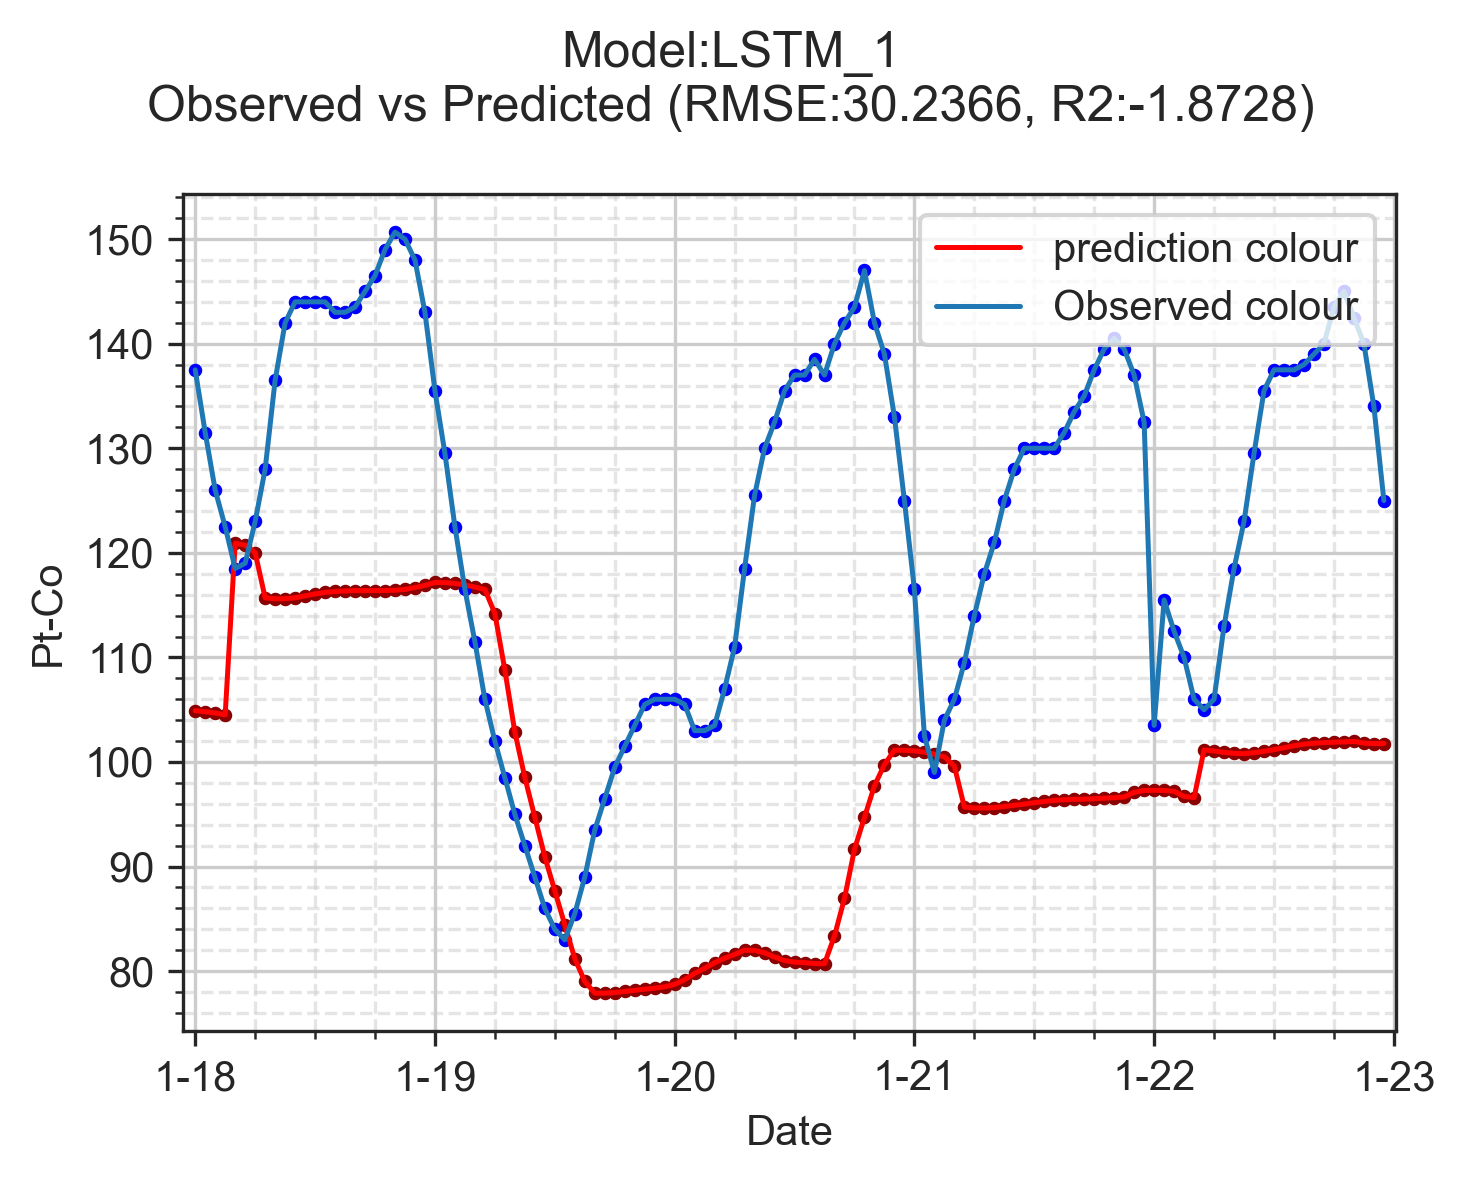 Model:LSTM_1
Observed vs Predicted (RMSE:30.2366, R2:-1.8728)
prediction colour
Observed colour
150
140
130
120
110
100
90
80
Pt-Co
1-18 1-19 1-20 1-21 1-22 1-23
Date